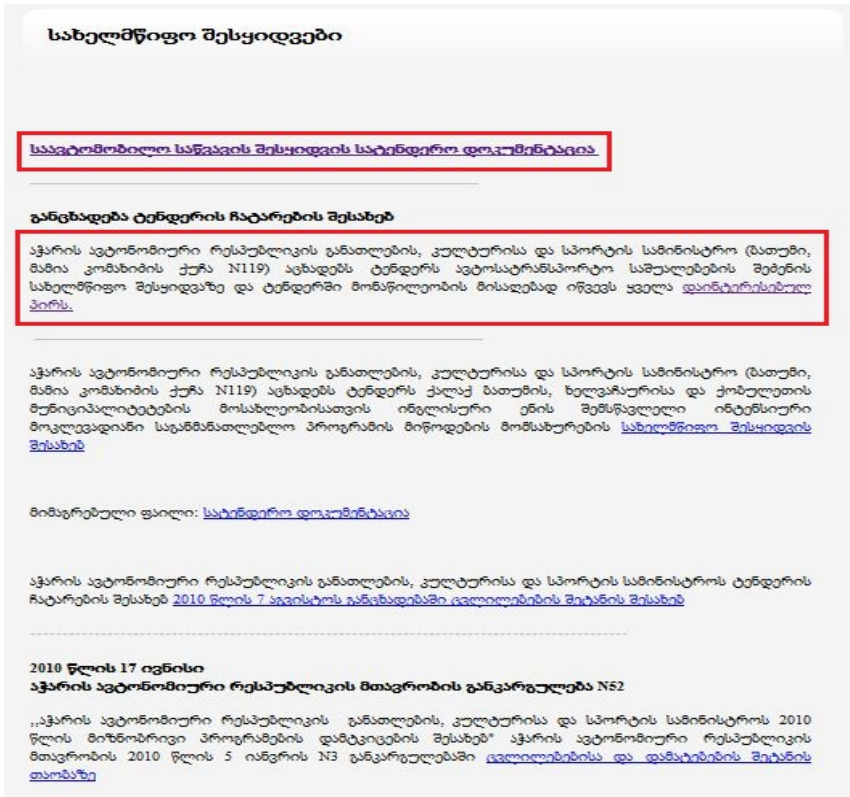 სახელმწიფო შესყიდვები
საავტომობილო საწვავის შესყიდვის სატენდერო დოკუმენტაცია
განცხადება ტენდერის ჩატარების შესახებ
აჭარის ავტონომიური რესპუბლიკის განათლების, კულტურისა და სპორტის სამინისტრო (ბათუმი,
მამია კომახიძის ქუჩა N119) აცხადებს ტენდერს ავტოსატრანსპორტო საშუალებების შეძენის
სახელმწიფო შესყიდვაზე და ტენდერში მონაწილეობის მისაღებად იწვევს ყველა დაინტერესებულ
პირს.
აჭარის ავტონომიური რესპუბლიკის განათლების, კულტურისა და სპორტის სამინისტრო (ბათუმი,
მამია კომახიძის ქუჩა N119) აცხადებს ტენდერს ქალაქ ბათუმის, ხელვაჩაურისა და ქობულეთის
მუნიციპალიტეტების მოსახლეობისათვის ინგლისური ენის შემსწავლელი ინტენსიური
მოკლევადიანი საგანმანათლებლო პროგრამის მიწოდების მომსახურების სახელმწიფო შესყიდვის
შესახებ
მიმაგრებული ფაილი: სატენდერო დოკუმენტაცია
აჭარის ავტონომიური რესპუბლიკის განათლების, კულტურისა და სპორტის სამინისტროს ტენდერის
ჩატარების შესახებ 2010 წლის 7 აგვისტოს განცხადებაში ცვლილებების შეტანის შესახებ
2010 წლის 17 ივნისი
აჭარის ავტონომიური რესპუბლიკის მთავრობის განკარგულება N52
,,აჭარის ავტონომიური რესპუბლიკის განათლების, კულტურისა და სპორტის სამინისტროს 2010
წლის მიზნობრივი პროგრამების დამტკიცების შესახებ" აჭარის ავტონომიური რესპუბლიკის
მთავრობის 2010 წლის 5 იანვრის N3 განკარგულებაში ცვლილებებისა და დამატებების შეტანის
თაობაზე